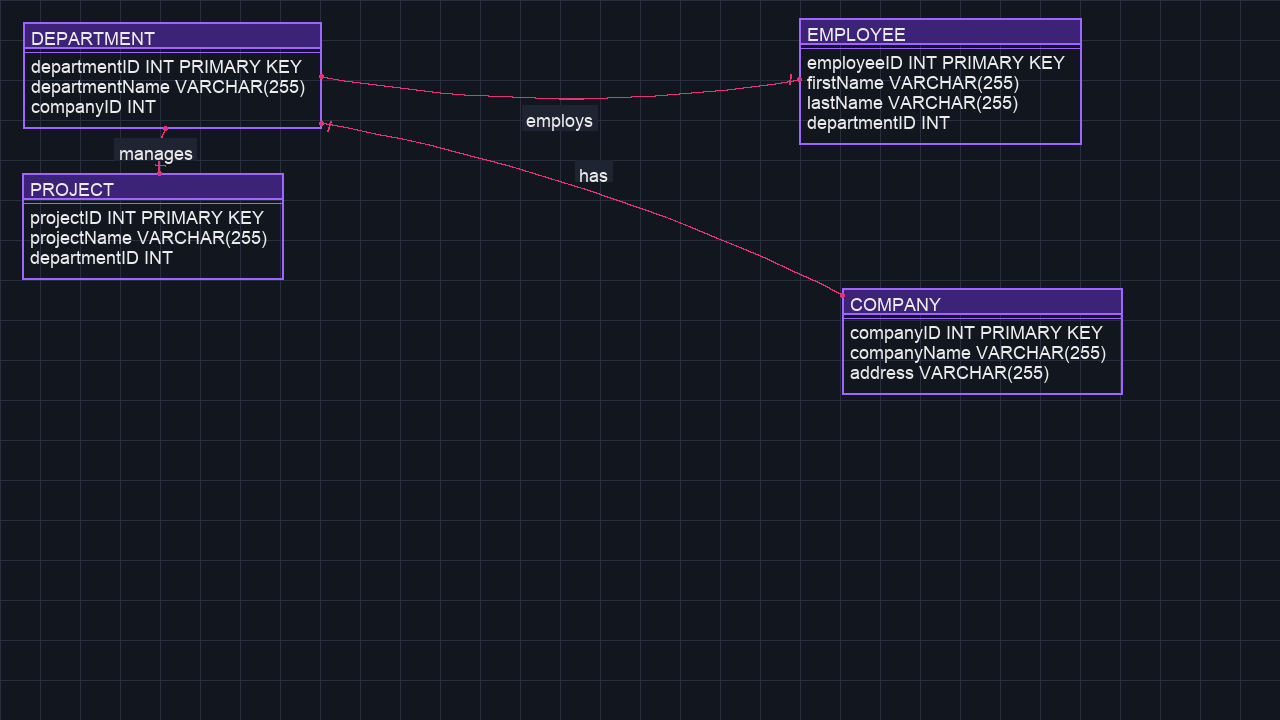 DEPARTMENT
departmentID INT PRIMARY KEY
departmentName VARCHAR(255)
companyID INT
EMPLOYEE
employeeID INT PRIMARY KEY
firstName VARCHAR(255)
lastName VARCHAR(255)
departmentID INT
employs
manages
has
PROJECT
projectID INT PRIMARY KEY
projectName VARCHAR(255)
departmentID INT
COMPANY
companyID INT PRIMARY KEY
companyName VARCHAR(255)
address VARCHAR(255)